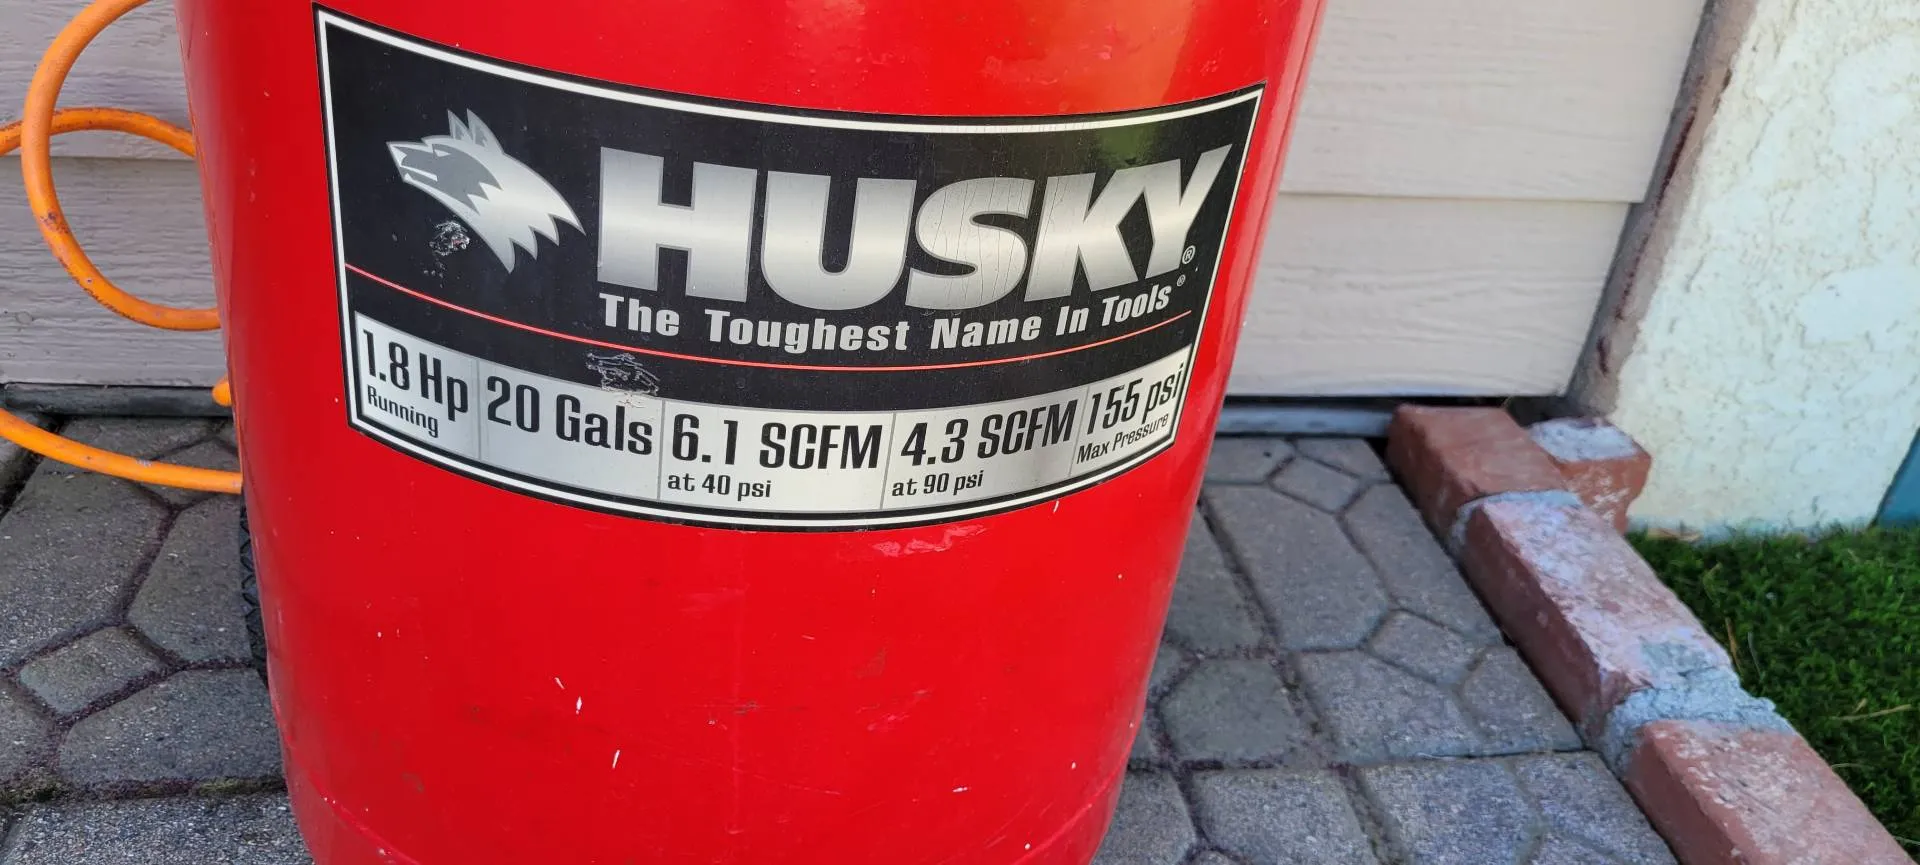 HUSKY®
The Toughest Name In Tools®
1.8 Hp
Running
20 Gals
6.1 SCFM
at 40 psi
4.3 SCFM
at 90 psi
155 psi
Max Pressure